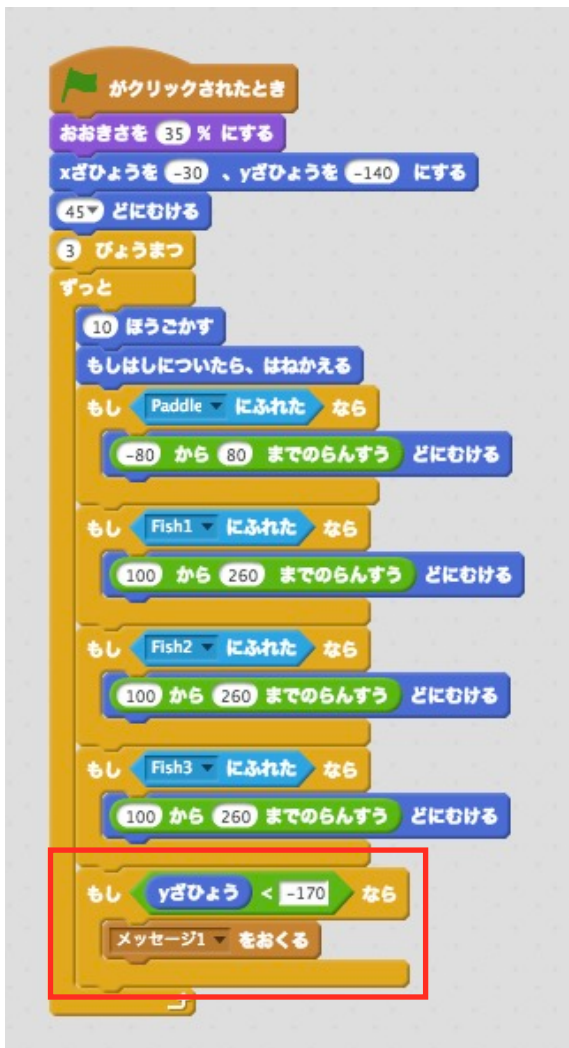 がクリックされたとき
おおきさを 35 % にする
xざひょうを -30 、yざひょうを -140 にする
45 どにむける
3 びょうまつ
ずっと
10 ほうごかす
もしはしについたら、はねかえる
もし Paddle にふれた なら
-80 から 80 までのらんすう どにむける
もし Fish1 にふれた なら
100 から 260 までのらんすう どにむける
もし Fish2 にふれた なら
100 から 260 までのらんすう どにむける
もし Fish3 にふれた なら
100 から 260 までのらんすう どにむける
もし yざひょう < -170 なら
メッセージ1 をおくる